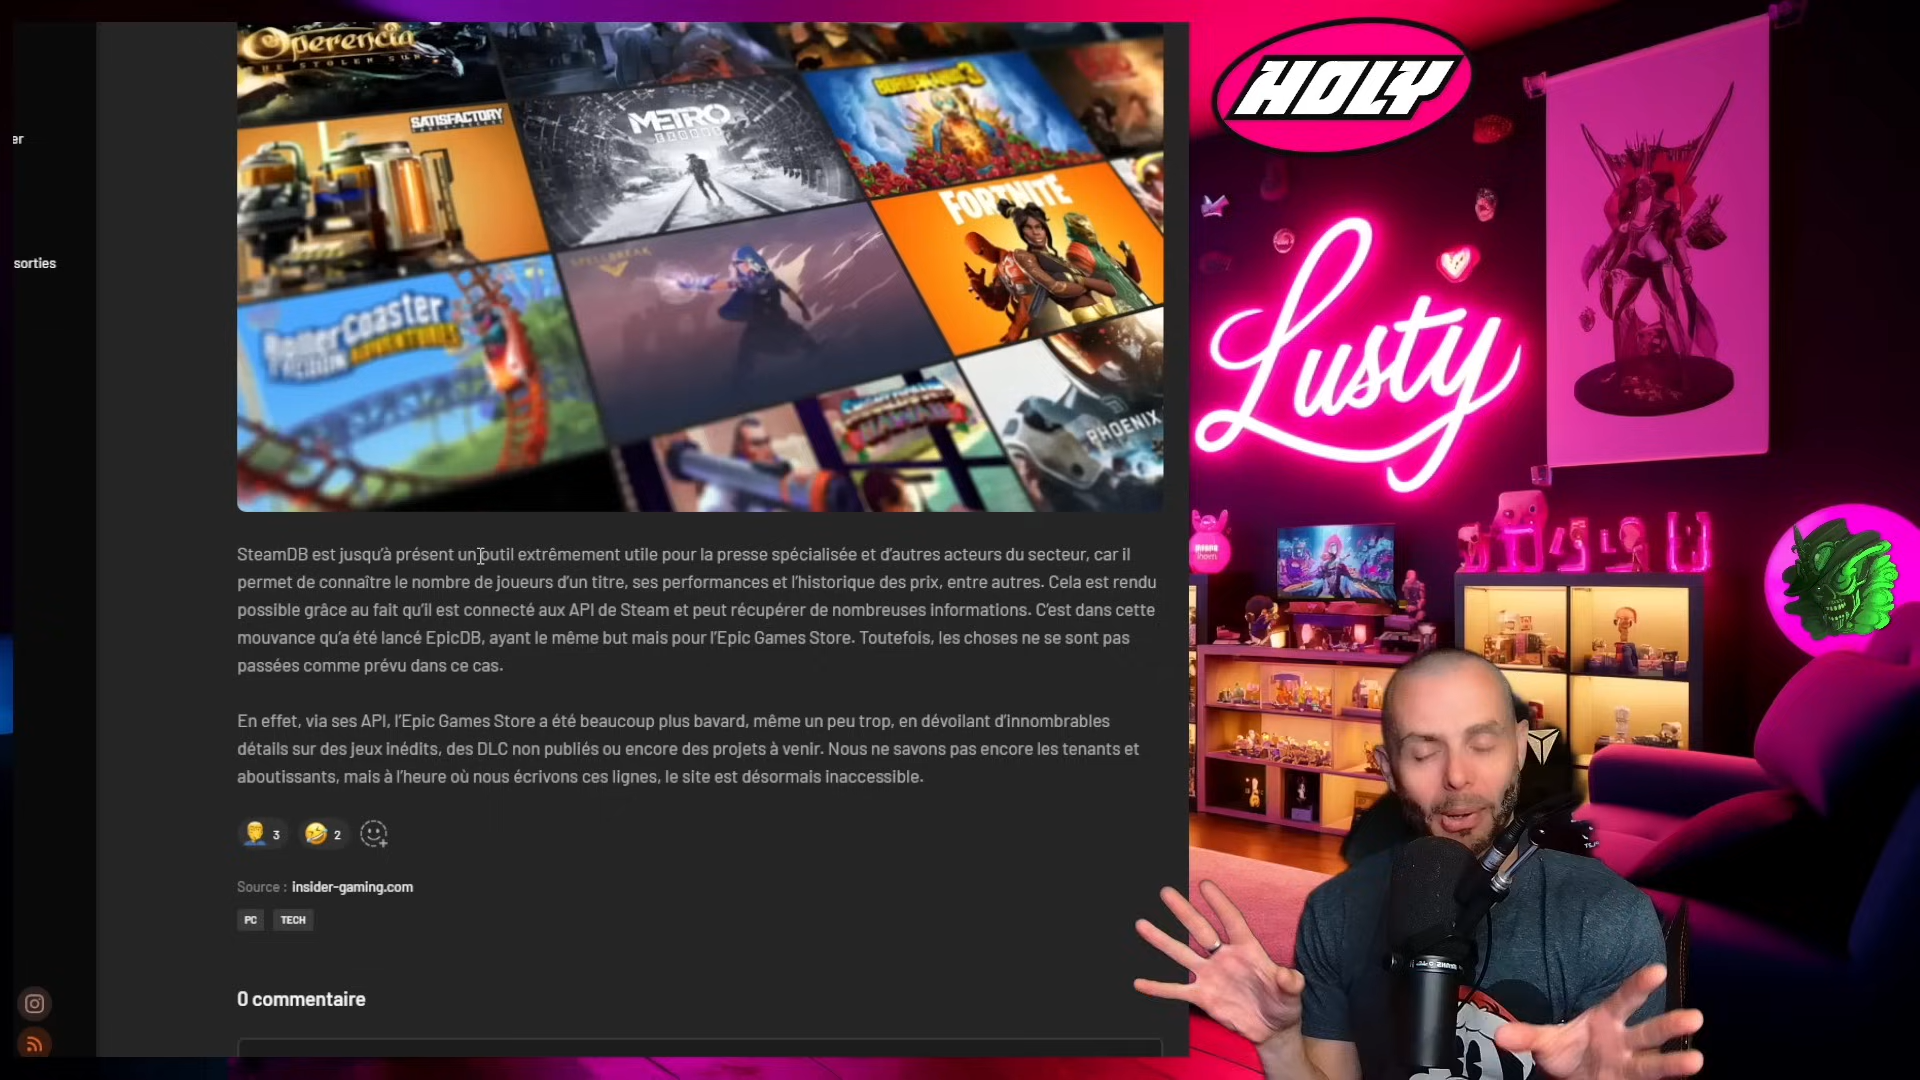 Operencia
THE STOLEN SUN
SATISFACTORY
METRO
EXODUS
BORDERLANDS 3
FORTNITE
SPELLBREAK
RollerCoaster
TYCOON ADVENTURES
PHOENIX
HOLY
Lusty
er
sorties
SteamDB est jusqu'à présent un outil extrêmement utile pour la presse spécialisée et d'autres acteurs du secteur, car il
permet de connaître le nombre de joueurs d'un titre, ses performances et l'historique des prix, entre autres. Cela est rendu
possible grâce au fait qu'il est connecté aux API de Steam et peut récupérer de nombreuses informations. C'est dans cette
mouvance qu'a été lancé EpicDB, ayant le même but mais pour l'Epic Games Store. Toutefois, les choses ne se sont pas
passées comme prévu dans ce cas.
En effet, via ses API, l'Epic Games Store a été beaucoup plus bavard, même un peu trop, en dévoilant d'innombrables
détails sur des jeux inédits, des DLC non publiés ou encore des projets à venir. Nous ne savons pas encore les tenants et
aboutissants, mais à l'heure où nous écrivons ces lignes, le site est désormais inaccessible.
3
2
Source : insider-gaming.com
PC
TECH
0 commentaire